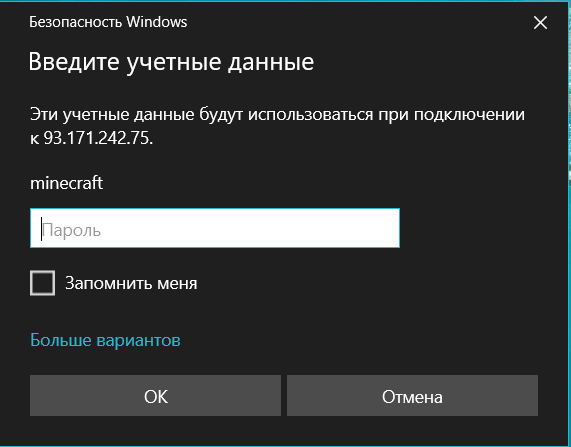 Безопасность Windows
Введите учетные данные
Эти учетные данные будут использоваться при подключении
к 93.171.242.75.
minecraft
Пароль
Запомнить меня
Больше вариантов
ОК
Отмена